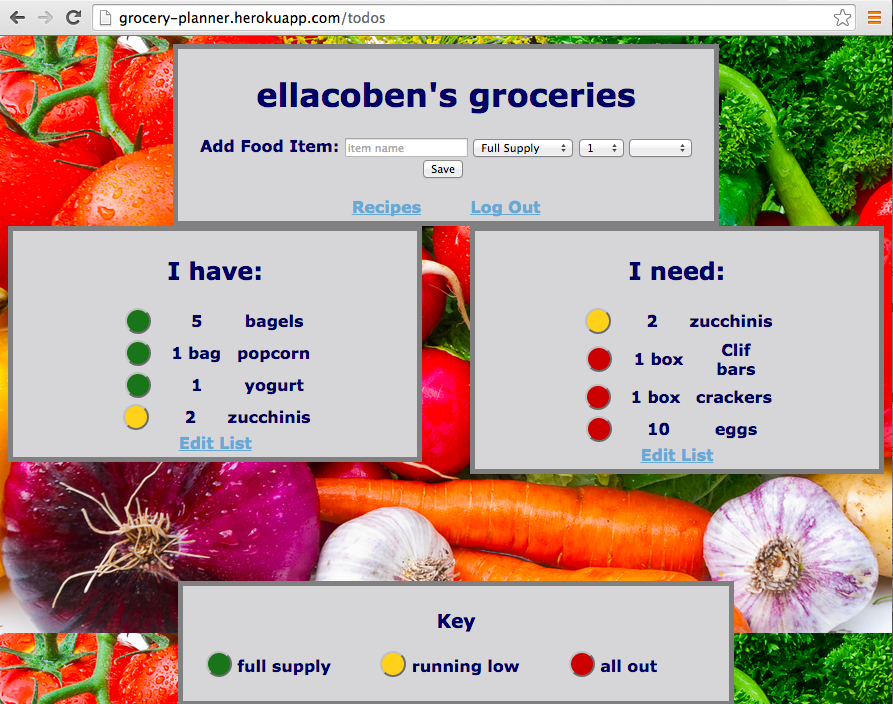 grocery-planner.herokuapp.com/todos
ellacoben's groceries
Add Food Item: item name Full Supply 1
Save
Recipes Log Out
I have:
5 bagels
1 bag popcorn
1 yogurt
2 zucchinis
Edit List
I need:
2 zucchinis
1 box Clif
bars
1 box crackers
10 eggs
Edit List
Key
full supply running low all out